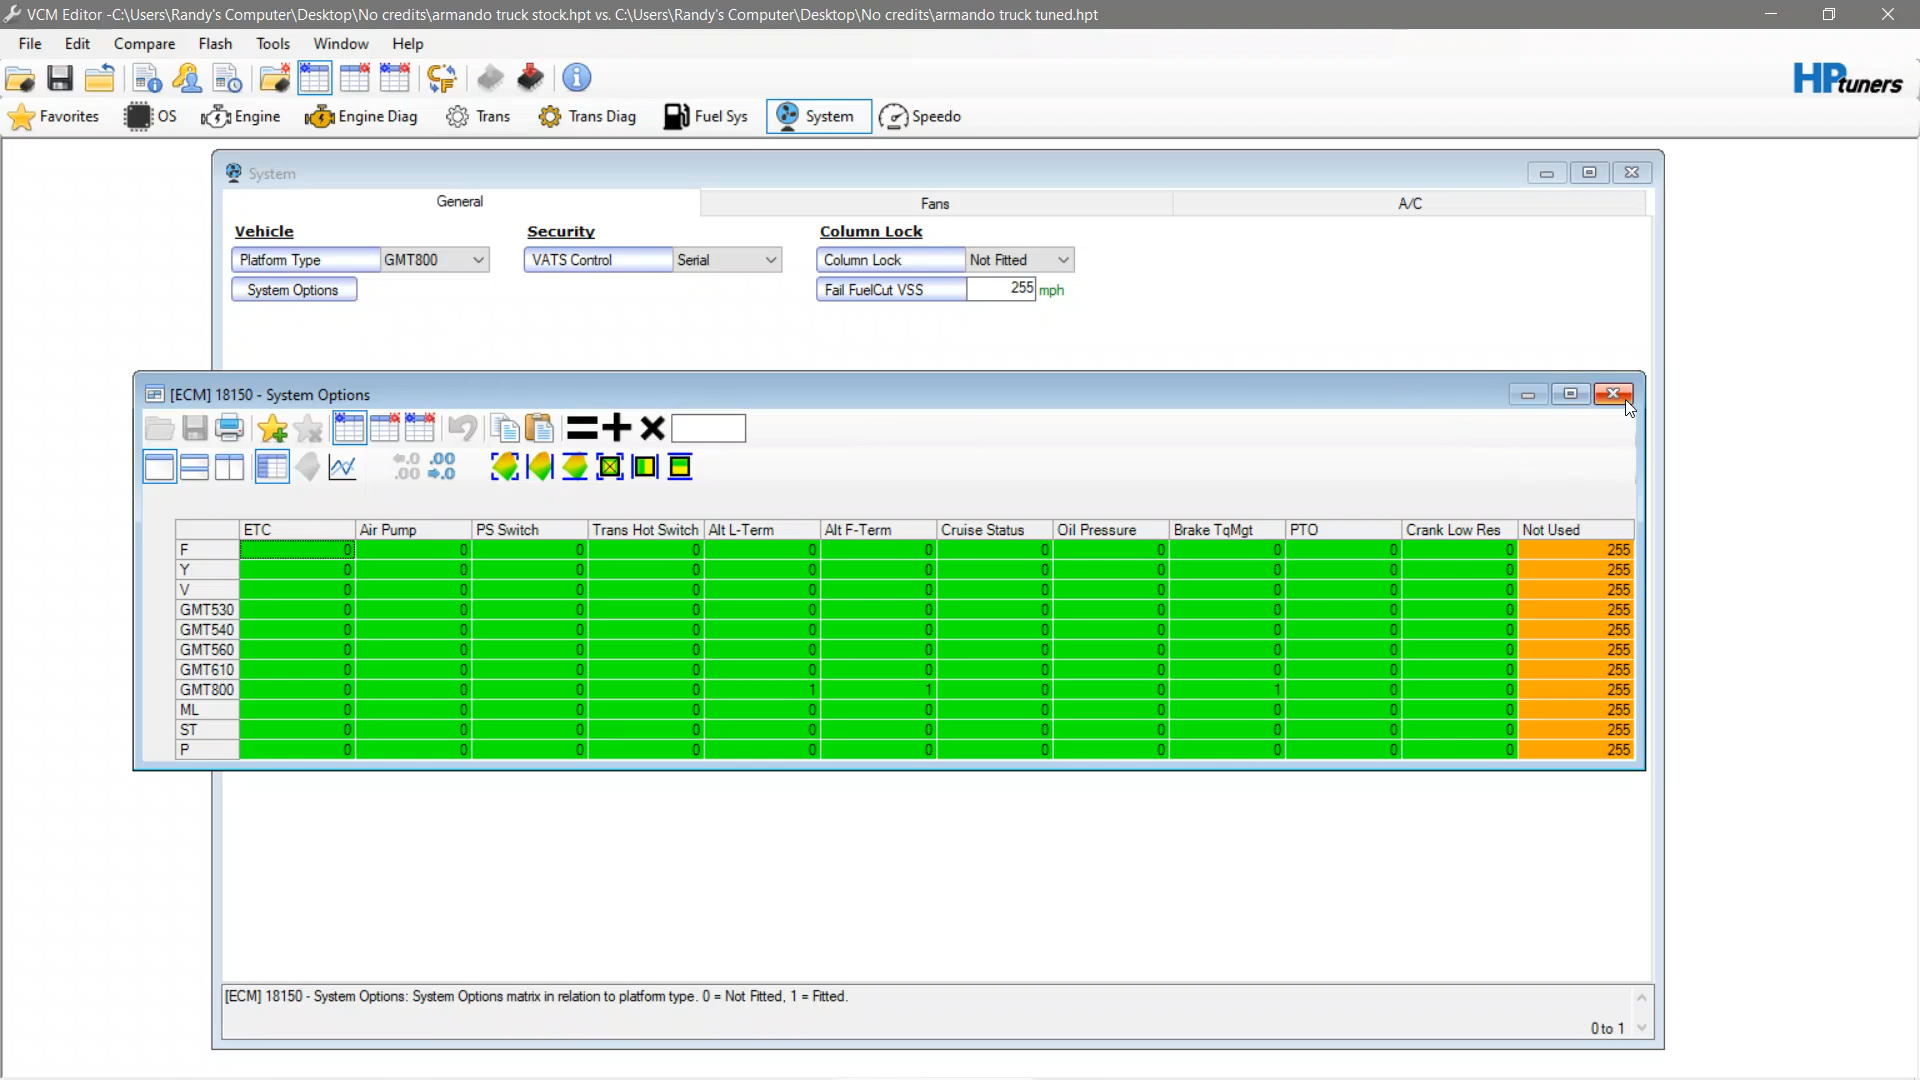 VCM Editor -C:\Users\Randy's Computer\Desktop\No credits\armando truck stock.hpt vs. C:\Users\Randy's Computer\Desktop\No credits\armando truck tuned.hpt
File Edit Compare Flash Tools Window Help
HPtuners
Favorites OS Engine Engine Diag Trans Trans Diag Fuel Sys System Speedo
System
General Fans A/C
Vehicle Security Column Lock
Platform Type GMT800 VATS Control Serial Column Lock Not Fitted
System Options Fail FuelCut VSS 255 mph
[ECM] 18150 - System Options
.0 .00 .00 .0
ETC Air Pump PS Switch Trans Hot Switch Alt L-Term Alt F-Term Cruise Status Oil Pressure Brake TqMgt PTO Crank Low Res Not Used
F 0 0 0 0 0 0 0 0 0 0 0 255
Y 0 0 0 0 0 0 0 0 0 0 0 255
V 0 0 0 0 0 0 0 0 0 0 0 255
GMT530 0 0 0 0 0 0 0 0 0 0 0 255
GMT540 0 0 0 0 0 0 0 0 0 0 0 255
GMT560 0 0 0 0 0 0 0 0 0 0 0 255
GMT610 0 0 0 0 0 0 0 0 0 0 0 255
GMT800 0 0 0 0 1 1 0 0 1 0 0 255
ML 0 0 0 0 0 0 0 0 0 0 0 255
ST 0 0 0 0 0 0 0 0 0 0 0 255
P 0 0 0 0 0 0 0 0 0 0 0 255
[ECM] 18150 - System Options: System Options matrix in relation to platform type. 0 = Not Fitted, 1 = Fitted.
0 to 1